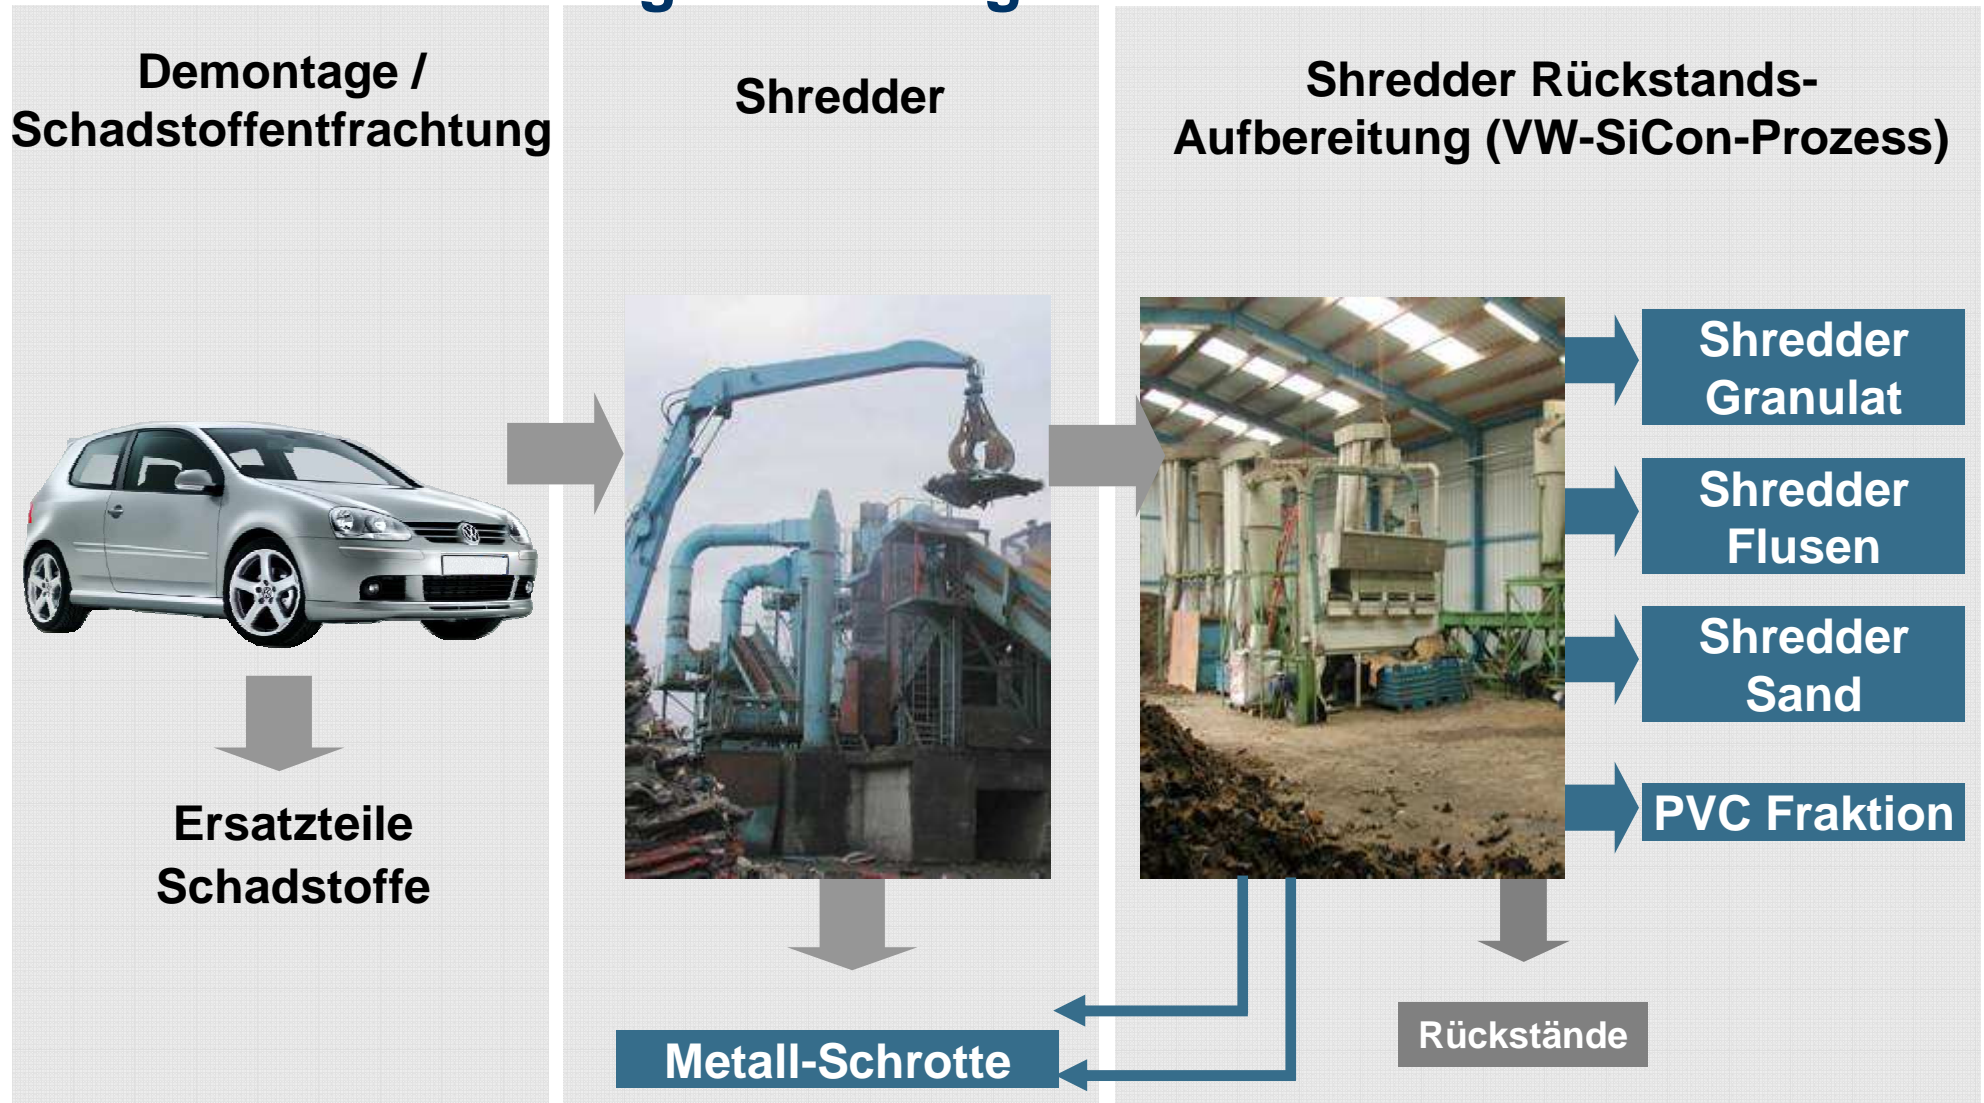 Demontage /
Schadstoffentfrachtung
Shredder
Shredder Rückstands-
Aufbereitung (VW-SiCon-Prozess)
Shredder
Granulat
Shredder
Flusen
Shredder
Sand
PVC Fraktion
Ersatzteile
Schadstoffe
Metall-Schrotte
Rückstände